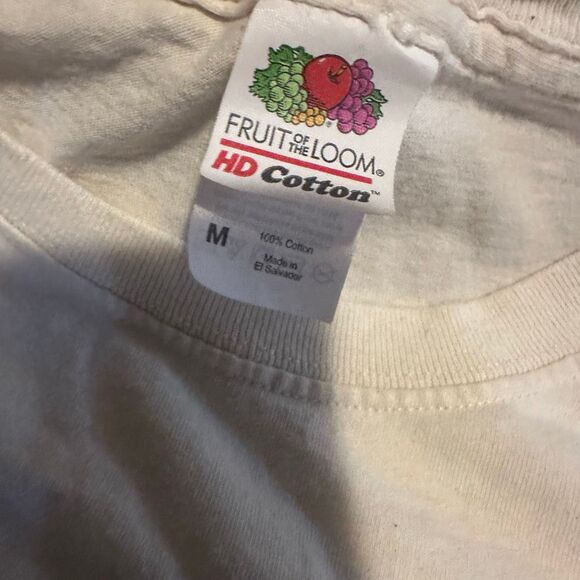 FRUIT OF THE LOOM®
HD Cotton™
M
100% Cotton
Made in
El Salvador